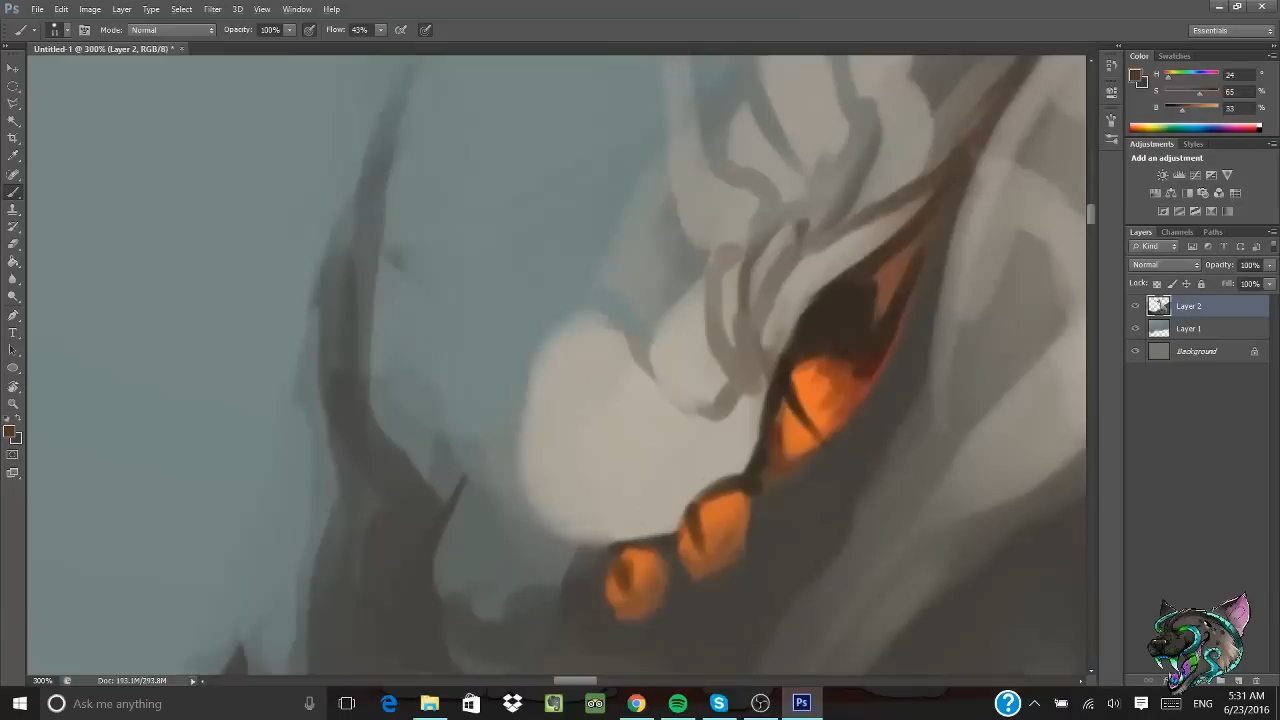 Ps File Edit Image Layer Type Select Filter 3D View Window Help
Mode: Normal Opacity: 100% Flow: 43% Essentials
Untitled-1 @ 300% (Layer 2, RGB/8) * ×
Color Swatches
H 24 °
S 65 %
B 33 %
Adjustments Styles
Add an adjustment
Layers Channels Paths
Kind
Normal Opacity: 100%
Lock: Fill: 100%
Layer 2
Layer 1
Background
300% Doc: 193.1M/293.8M
Ask me anything
ENG
5:31 AM
6/23/2016